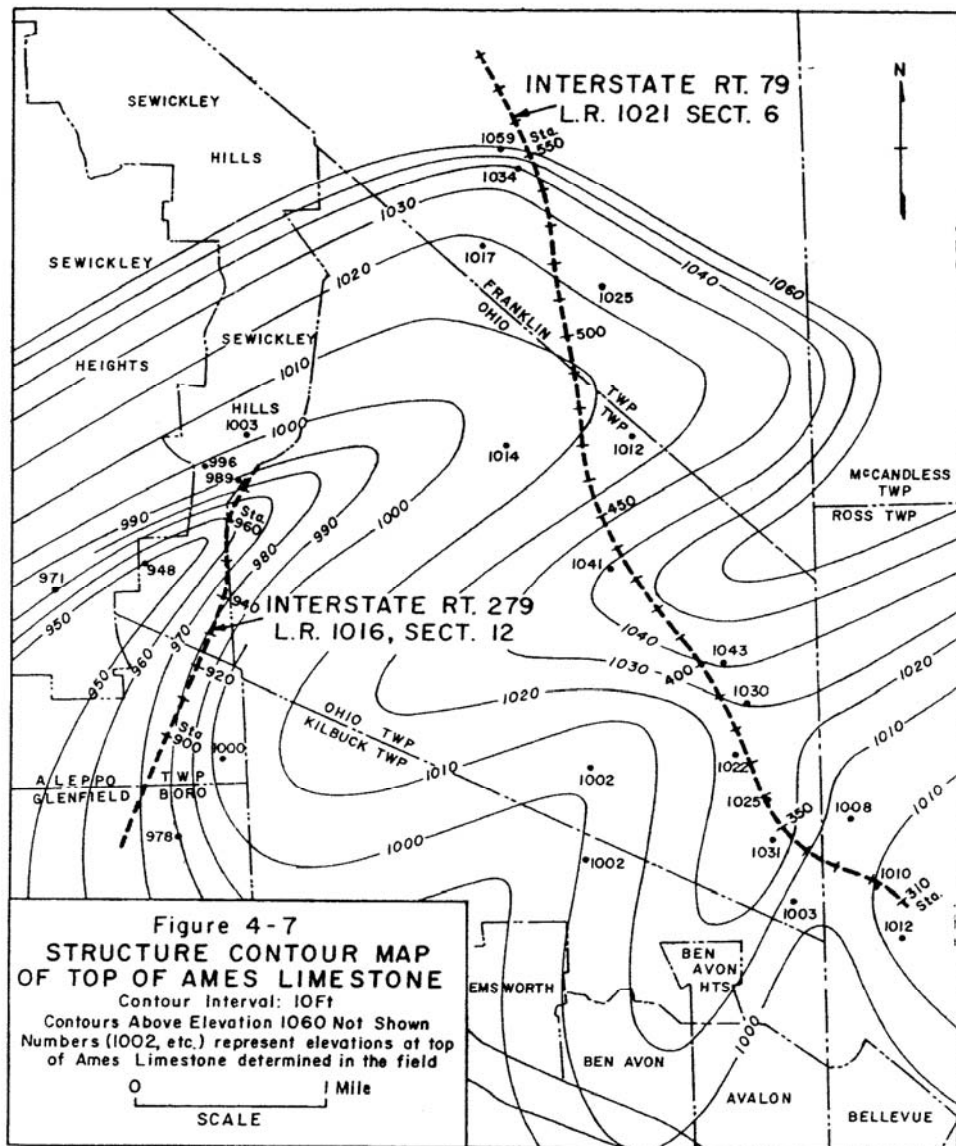 INTERSTATE RT. 79
L.R. 1021 SECT. 6
N
SEWICKLEY
HILLS
1059
Sta.
550
1034
1030
SEWICKLEY
1017
1020
1025
1040
1060
FRANKLIN
OHIO
500
SEWICKLEY
HEIGHTS
1010
TWP
TWP
HILLS
1003
1000
1014
1012
996
989
McCANDLESS
TWP
ROSS TWP
990
Sta.
960
980
990
1000
450
948
971
1041
946
INTERSTATE RT. 279
L.R. 1016, SECT. 12
950
960
970
920
1040
1043
1030
400
1020
950
1020
1030
OHIO TWP
KILBUCK TWP
Sta.
900
1000
1010
1010
1002
1022
1010
ALEPPO TWP
GLENFIELD BORO
1025
350
1008
978
1000
1031
1002
1010
310
Sta.
1003
1012
Figure 4-7
STRUCTURE CONTOUR MAP
OF TOP OF AMES LIMESTONE
Contour Interval: 10Ft
Contours Above Elevation 1060 Not Shown
Numbers (1002, etc.) represent elevations at top
of Ames Limestone determined in the field
0 1 Mile
SCALE
EMSWORTH
BEN
AVON
HTS
1000
BEN AVON
AVALON
BELLEVUE